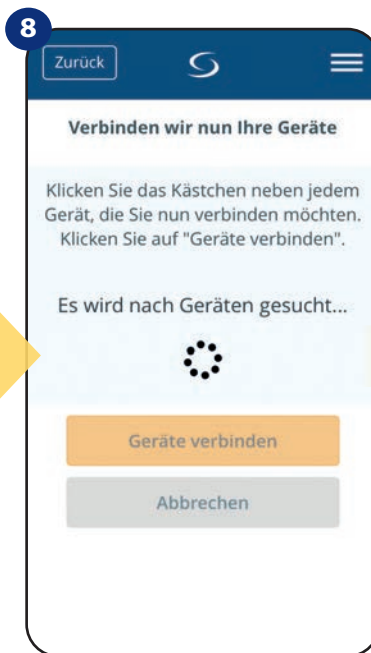 8
Zurück
Verbinden wir nun Ihre Geräte
Klicken Sie das Kästchen neben jedem
Gerät, die Sie nun verbinden möchten.
Klicken Sie auf "Geräte verbinden".
Es wird nach Geräten gesucht...
Geräte verbinden
Abbrechen